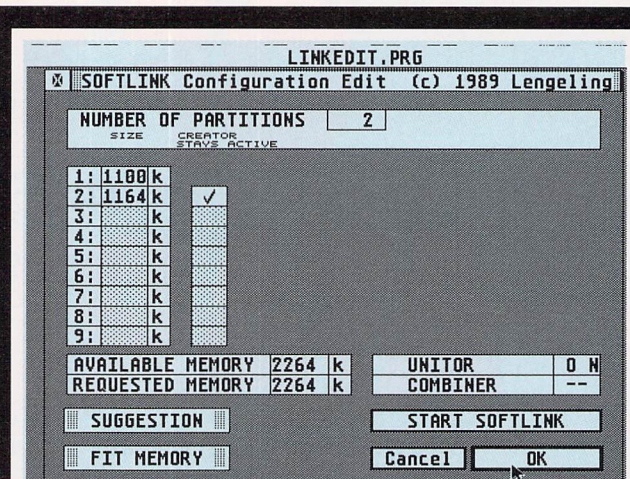 LINKEDIT.PRG
SOFTLINK Configuration Edit (c) 1989 Lengeling
NUMBER OF PARTITIONS 2
SIZE CREATOR
STAYS ACTIVE
1: 1100 k
2: 1164 k ✓
3: k
4: k
5: k
6: k
7: k
8: k
9: k
AVAILABLE MEMORY 2264 k UNITOR O N
REQUESTED MEMORY 2264 k COMBINER --
SUGGESTION START SOFTLINK
FIT MEMORY Cancel OK